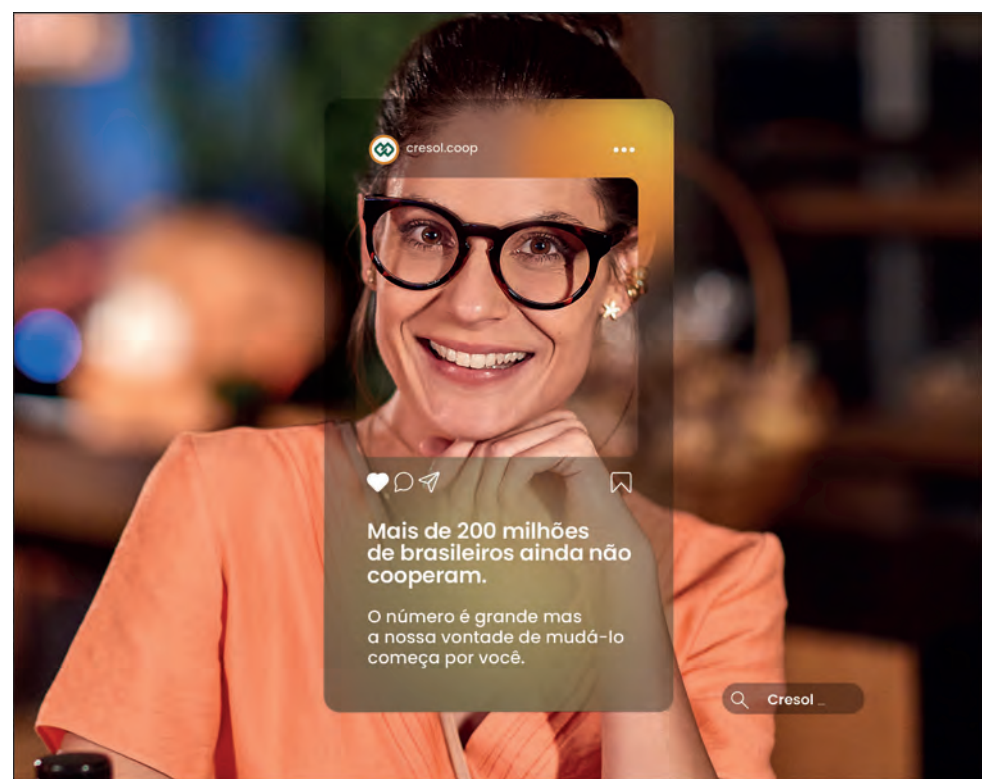 cresol.coop
Mais de 200 milhões
de brasileiros ainda não
cooperam.
O número é grande mas
a nossa vontade de mudá-lo
começa por você.
Cresol _